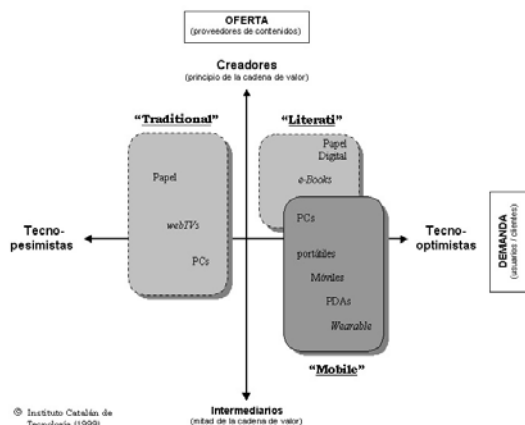 OFERTA
(proveedores de contenidos)
Creadores
(principio de la cadena de valor)
"Traditional"
"Literati"
Papel
Digital
e-Books
Papel
webTVs
PCs
PCs
portátiles
Móviles
PDAs
Wearable
Tecno-
pesimistas
Tecno-
optimistas
DEMANDA
(usuarios / clientes)
"Mobile"
Intermediarios
(mitad de la cadena de valor)
© Instituto Catalán de
Tecnología (1999)